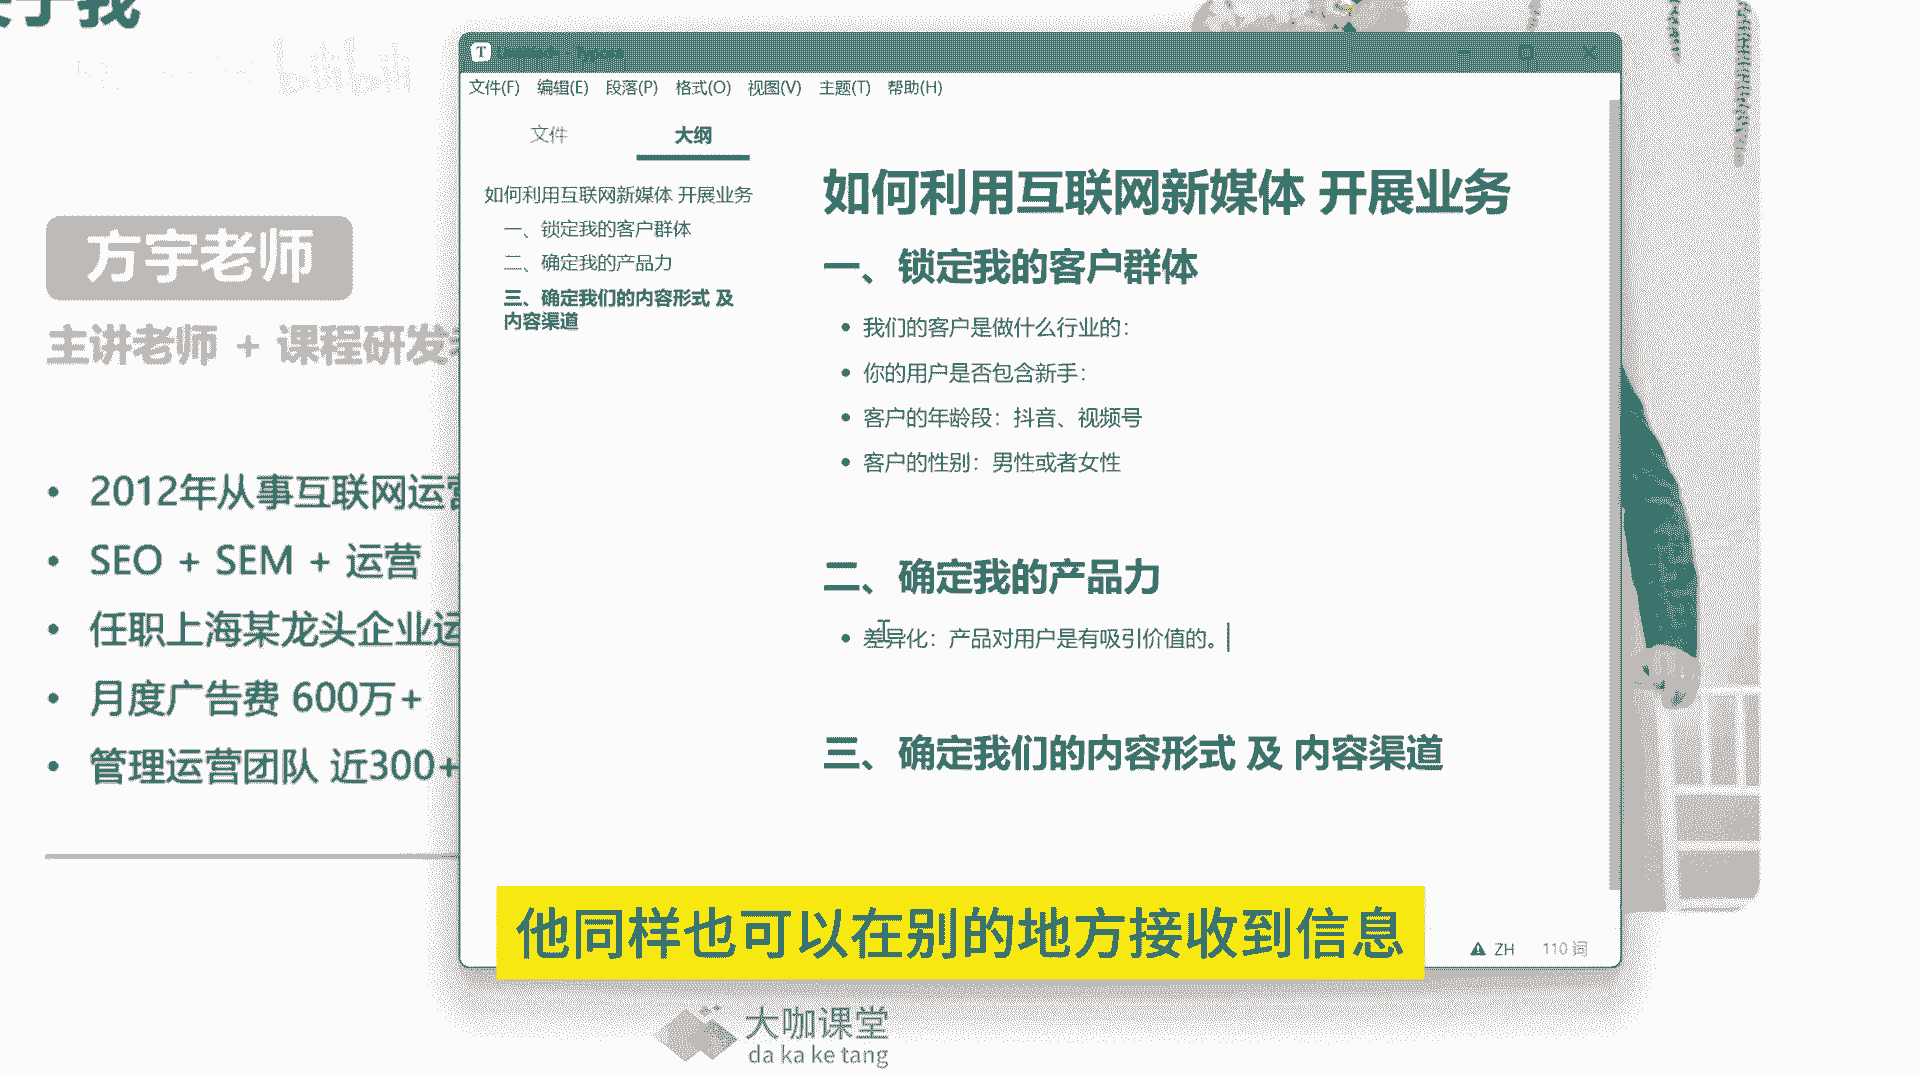 bilibili
方宇老师
主讲老师 + 课程研发
• 2012年从事互联网运营
• SEO + SEM + 运营
• 任职上海某龙头企业运
• 月度广告费 600万+
• 管理运营团队 近300+
文件(F) 编辑(E) 段落(P) 格式(O) 视图(V) 主题(T) 帮助(H)
文件 大纲
如何利用互联网新媒体 开展业务
一、锁定我的客户群体
二、确定我的产品力
三、确定我们的内容形式 及
内容渠道
如何利用互联网新媒体 开展业务
一、锁定我的客户群体
• 我们的客户是做什么行业的：
• 你的用户是否包含新手：
• 客户的年龄段：抖音、视频号
• 客户的性别：男性或者女性
二、确定我的产品力
• 差异化：产品对用户是有吸引价值的。
三、确定我们的内容形式 及 内容渠道
ZH 110 词
他同样也可以在别的地方接收到信息
大咖课堂
da ka ke tang